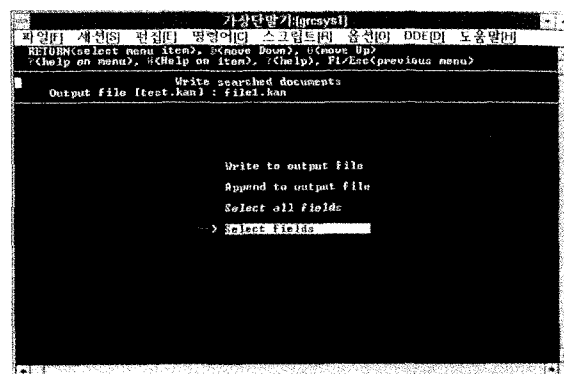 가상단말기:[grcsys1]
파일[F] 세션[S] 편집[E] 명령어[C] 스크립트[R] 옵션[O] DDE[D] 도움말[H]
RETURN(select menu item), D(move Down), U(move Up)
?(help on menu), H(Help on item), ?(help), F1/Esc(previous menu)
Write searched documents
Output file [test.kan] : file1.kan
Write to output file
Append to output file
Select all fields
--> Select fields